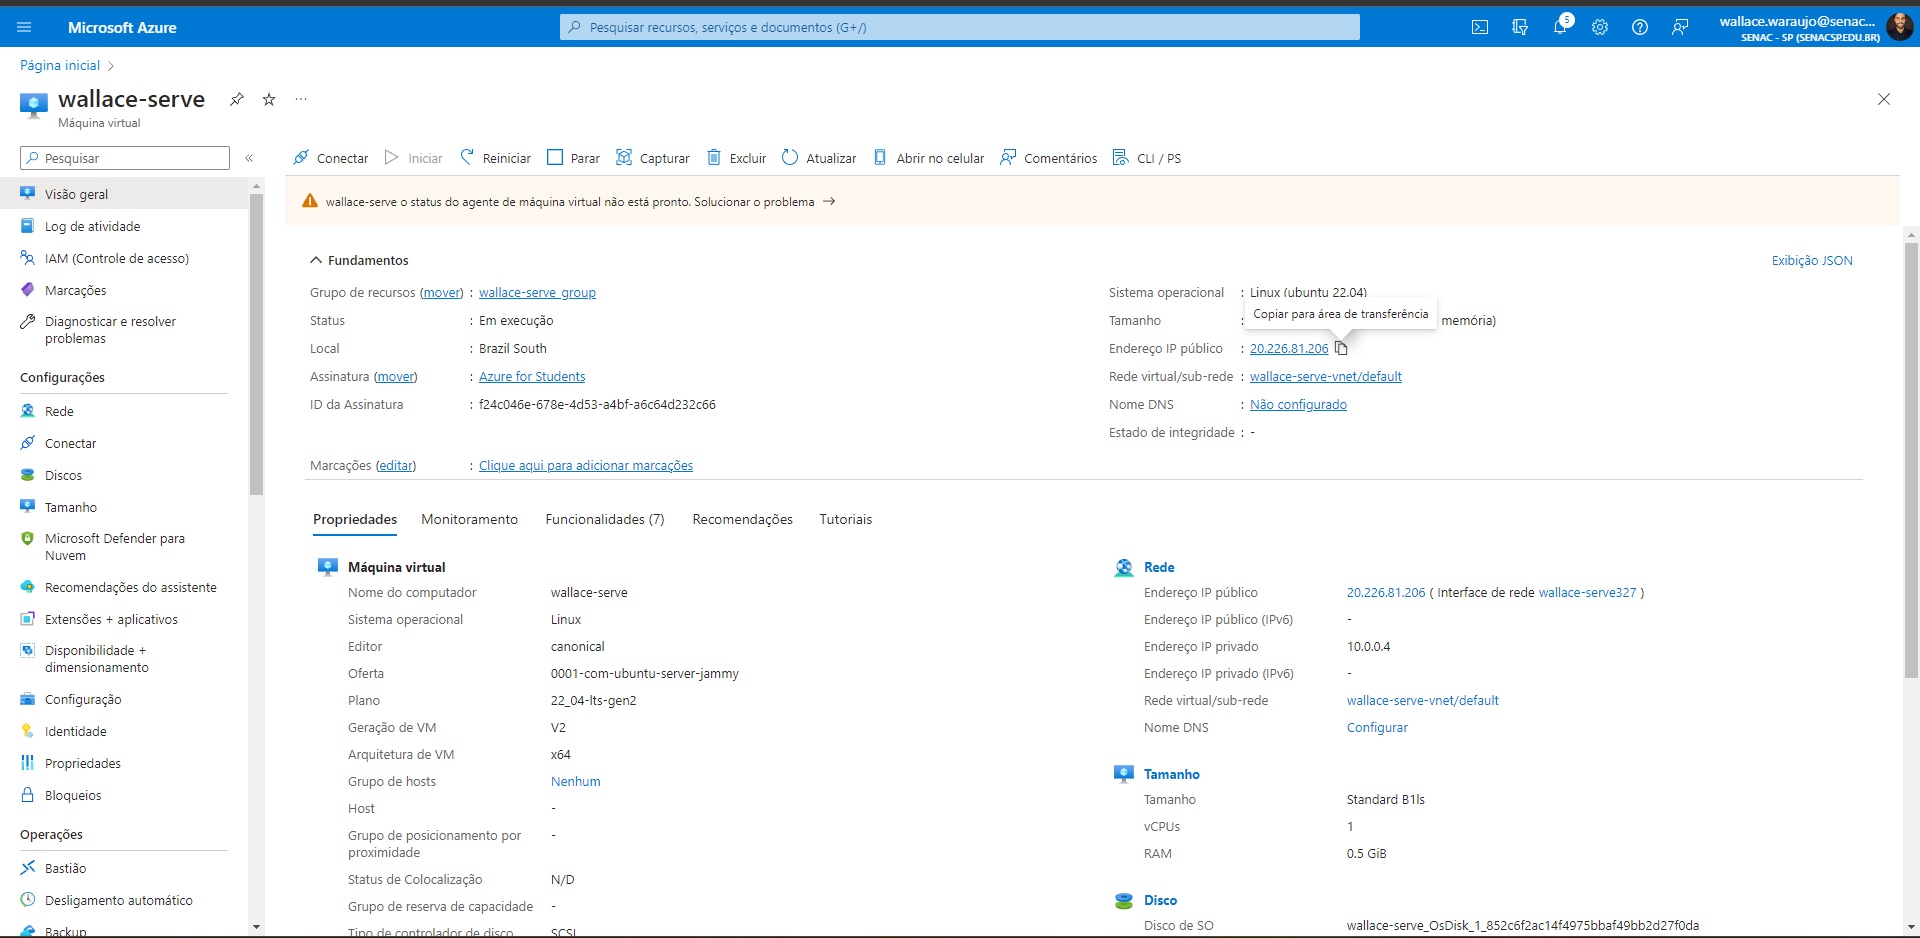 Microsoft Azure
Pesquisar recursos, serviços e documentos (G+/)
5
wallace.waraujo@senac...
SENAC - SP (SENACSP.EDU.BR)
Página inicial
wallace-serve
...
Máquina virtual
Pesquisar
«
Conectar Iniciar Reiniciar Parar Capturar Excluir Atualizar Abrir no celular Comentários CLI / PS
wallace-serve o status do agente de máquina virtual não está pronto. Solucionar o problema →
Visão geral
Log de atividade
IAM (Controle de acesso)
Marcações
Diagnosticar e resolver
problemas
Configurações
Rede
Conectar
Discos
Tamanho
Microsoft Defender para
Nuvem
Recomendações do assistente
Extensões + aplicativos
Disponibilidade +
dimensionamento
Configuração
Identidade
Propriedades
Bloqueios
Operações
Bastião
Desligamento automático
Backup
Fundamentos
Exibição JSON
Grupo de recursos (mover) : wallace-serve_group
Status : Em execução
Local : Brazil South
Assinatura (mover) : Azure for Students
ID da Assinatura : f24c046e-678e-4d53-a4bf-a6c64d232c66
Sistema operacional : Linux (ubuntu 22.04)
Copiar para área de transferência
Tamanho : memória)
Endereço IP público : 20.226.81.206
Rede virtual/sub-rede : wallace-serve-vnet/default
Nome DNS : Não configurado
Estado de integridade : -
Marcações (editar) : Clique aqui para adicionar marcações
Propriedades Monitoramento Funcionalidades (7) Recomendações Tutoriais
Máquina virtual
Nome do computador wallace-serve
Sistema operacional Linux
Editor canonical
Oferta 0001-com-ubuntu-server-jammy
Plano 22_04-lts-gen2
Geração de VM V2
Arquitetura de VM x64
Grupo de hosts Nenhum
Host -
Grupo de posicionamento por
proximidade -
Status de Colocalização N/D
Grupo de reserva de capacidade -
Tipo de controlador de disco SCSI
Rede
Endereço IP público 20.226.81.206 ( Interface de rede wallace-serve327 )
Endereço IP público (IPv6) -
Endereço IP privado 10.0.0.4
Endereço IP privado (IPv6) -
Rede virtual/sub-rede wallace-serve-vnet/default
Nome DNS Configurar
Tamanho
Tamanho Standard B1ls
vCPUs 1
RAM 0.5 GiB
Disco
Disco de SO wallace-serve_OsDisk_1_852c6f2ac14f4975bbaf49bb2d27f0da